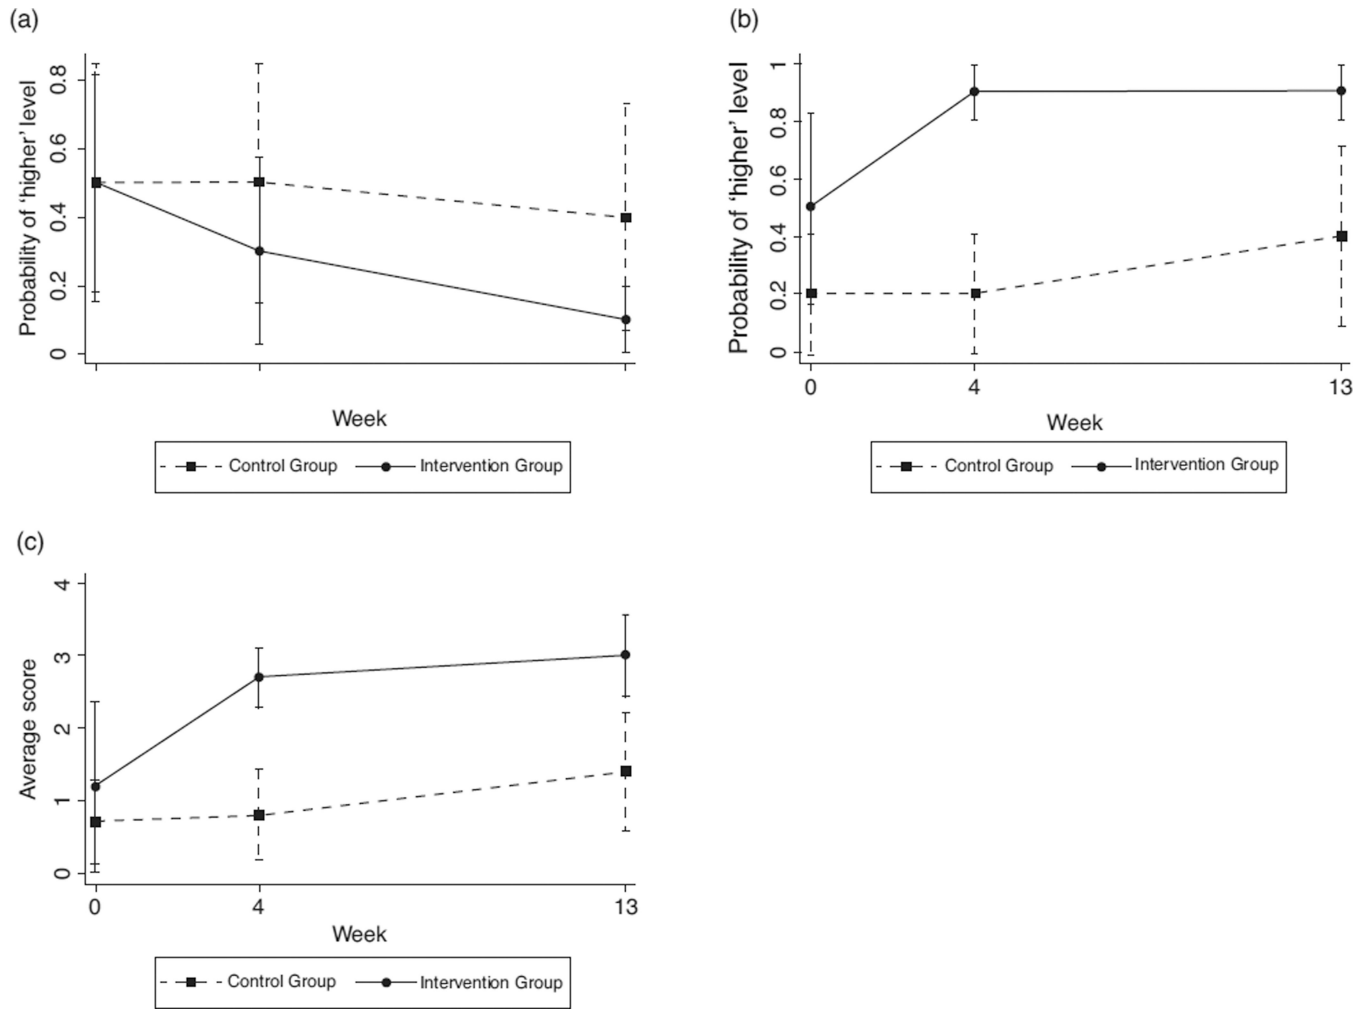 (a)
Probability of ‘higher’ level
0.8
0.6
0.4
0.2
0
Week
Control Group
Intervention Group
(b)
Probability of ‘higher’ level
1
0.8
0.6
0.4
0.2
0
0 4 13
Week
Control Group
Intervention Group
(c)
Average score
4
3
2
1
0
0 4 13
Week
Control Group
Intervention Group